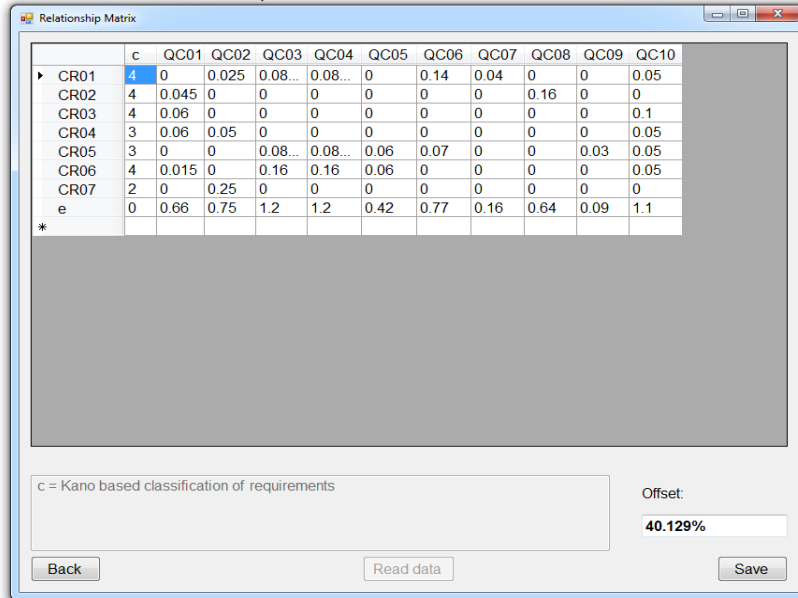 Relationship Matrix
c QC01 QC02 QC03 QC04 QC05 QC06 QC07 QC08 QC09 QC10
CR01 4 0 0.025 0.08... 0.08... 0 0.14 0.04 0 0 0.05
CR02 4 0.045 0 0 0 0 0 0 0.16 0 0
CR03 4 0.06 0 0 0 0 0 0 0 0 0.1
CR04 3 0.06 0.05 0 0 0 0 0 0 0 0.05
CR05 3 0 0 0.08... 0.08... 0.06 0.07 0 0 0.03 0.05
CR06 4 0.015 0 0.16 0.16 0.06 0 0 0 0 0.05
CR07 2 0 0.25 0 0 0 0 0 0 0 0
e 0 0.66 0.75 1.2 1.2 0.42 0.77 0.16 0.64 0.09 1.1
*
c = Kano based classification of requirements
Offset:
40.129%
Back Read data Save